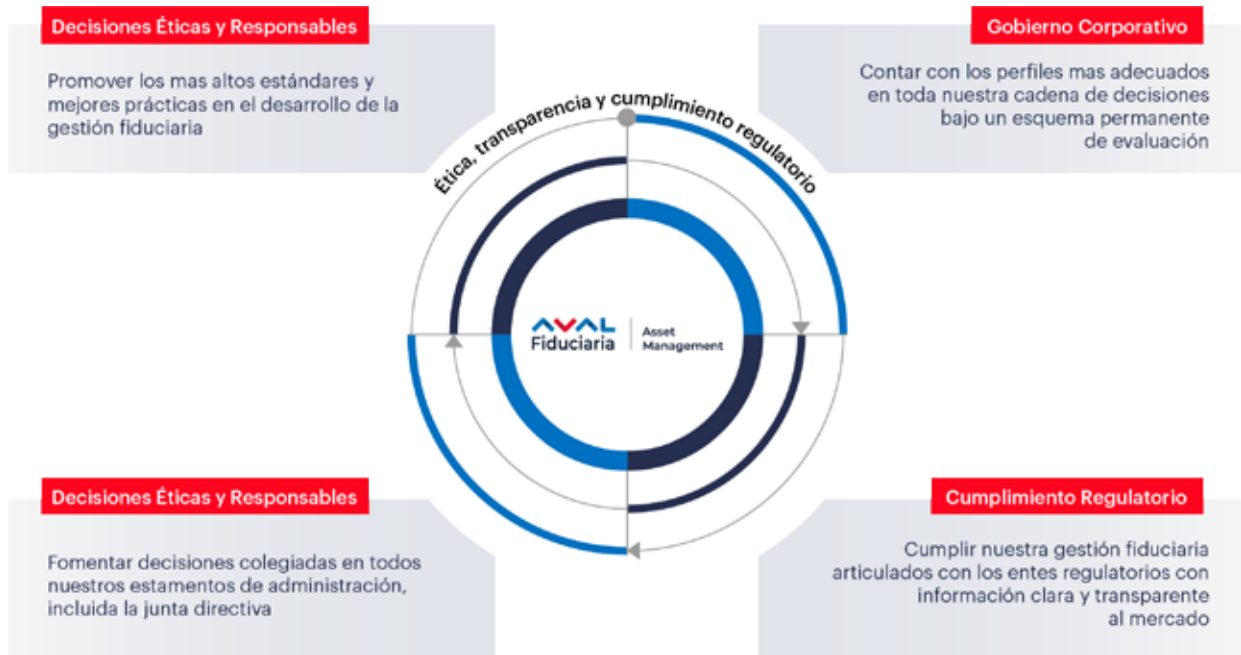 Decisiones Éticas y Responsables
Promover los mas altos estándares y
mejores prácticas en el desarrollo de la
gestión fiduciaria
Gobierno Corporativo
Contar con los perfiles mas adecuados
en toda nuestra cadena de decisiones
bajo un esquema permanente
de evaluación
Ética, transparencia y cumplimiento regulatorio
AVAL
Fiduciaria
Asset
Management
Decisiones Éticas y Responsables
Fomentar decisiones colegiadas en todos
nuestros estamentos de administración,
incluida la junta directiva
Cumplimiento Regulatorio
Cumplir nuestra gestión fiduciaria
articulados con los entes regulatorios con
información clara y transparente
al mercado